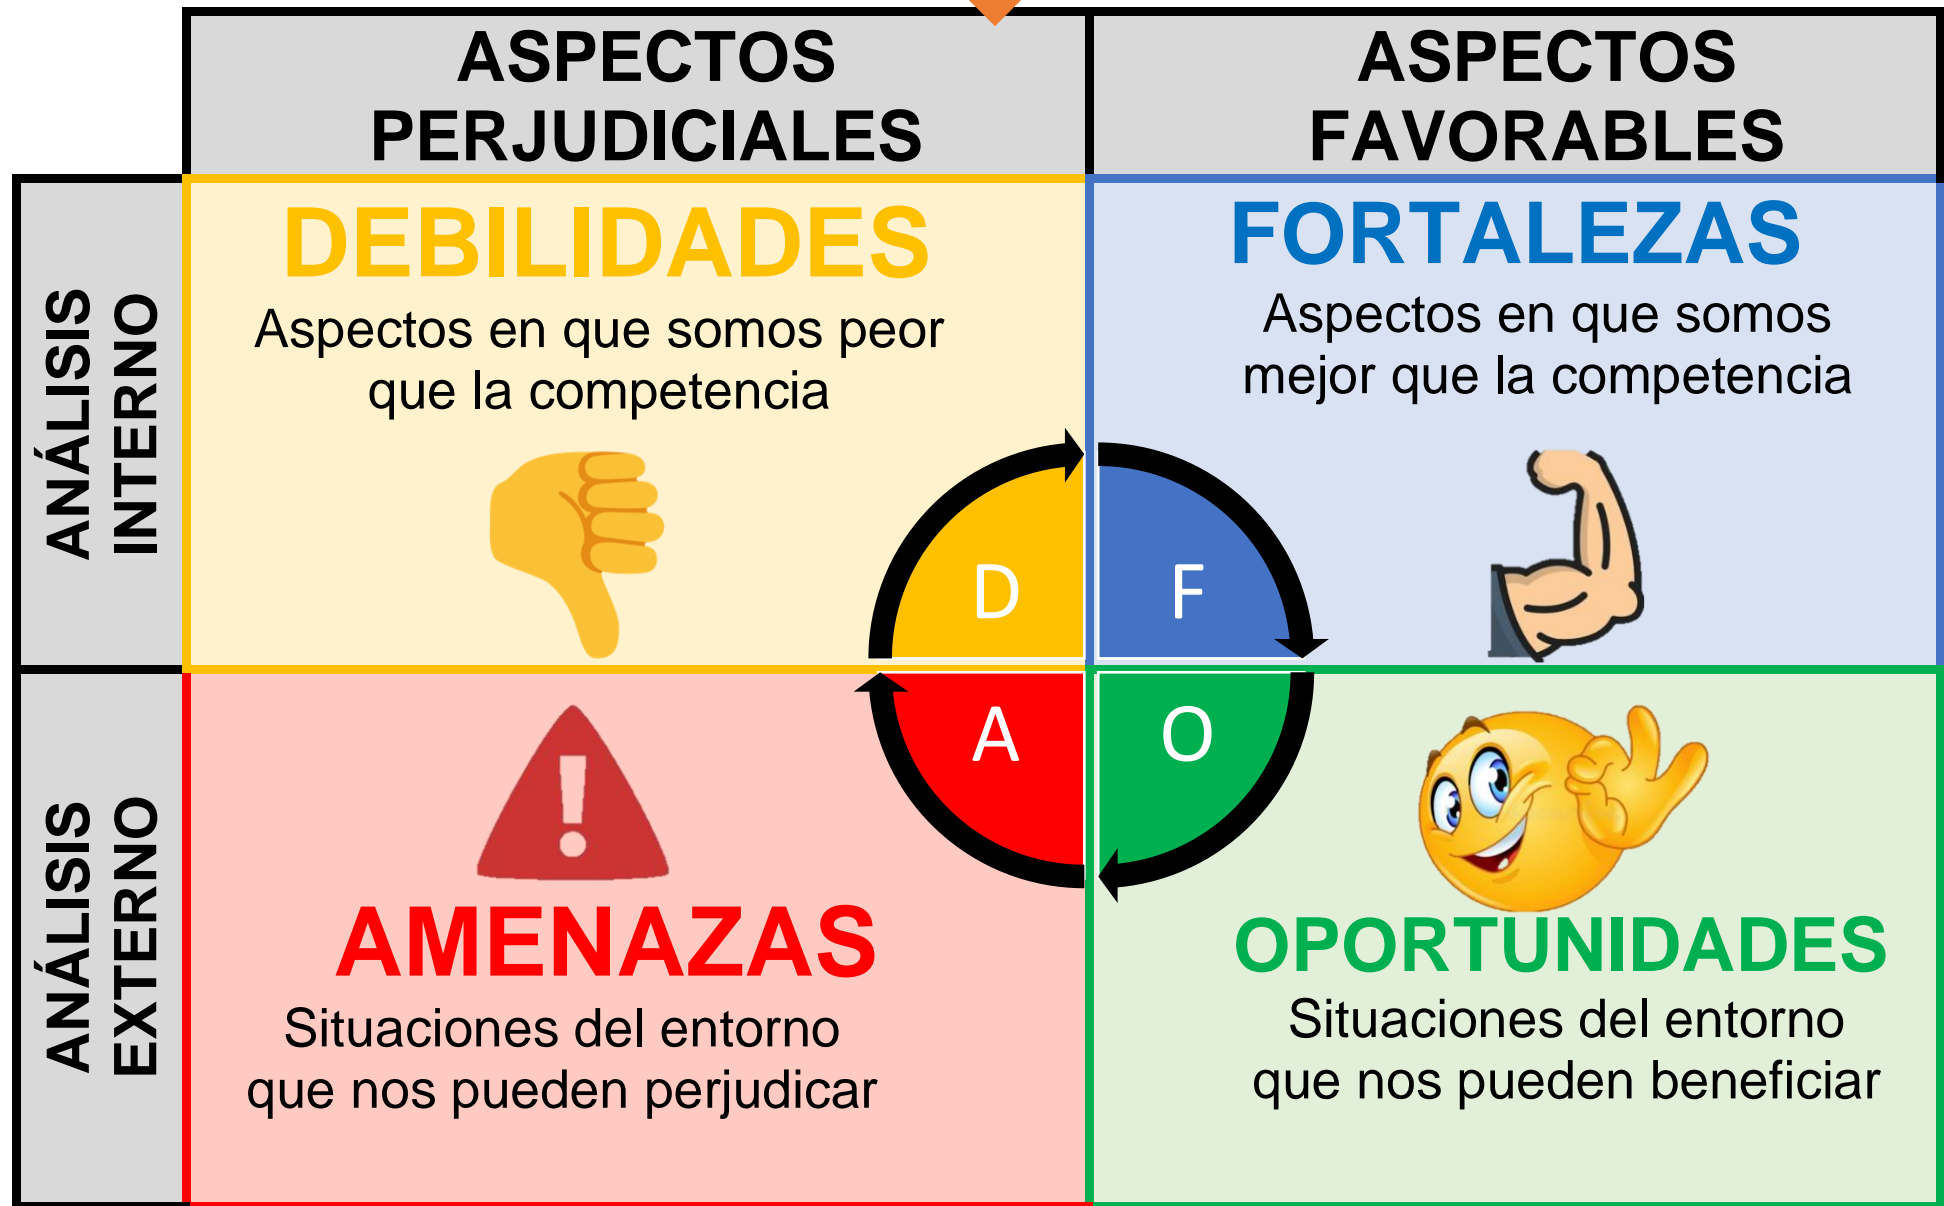 ASPECTOS
PERJUDICIALES
ASPECTOS
FAVORABLES
ANÁLISIS
INTERNO
DEBILIDADES
Aspectos en que somos peor
que la competencia
FORTALEZAS
Aspectos en que somos
mejor que la competencia
D
F
A
O
ANÁLISIS
EXTERNO
AMENAZAS
Situaciones del entorno
que nos pueden perjudicar
OPORTUNIDADES
Situaciones del entorno
que nos pueden beneficiar